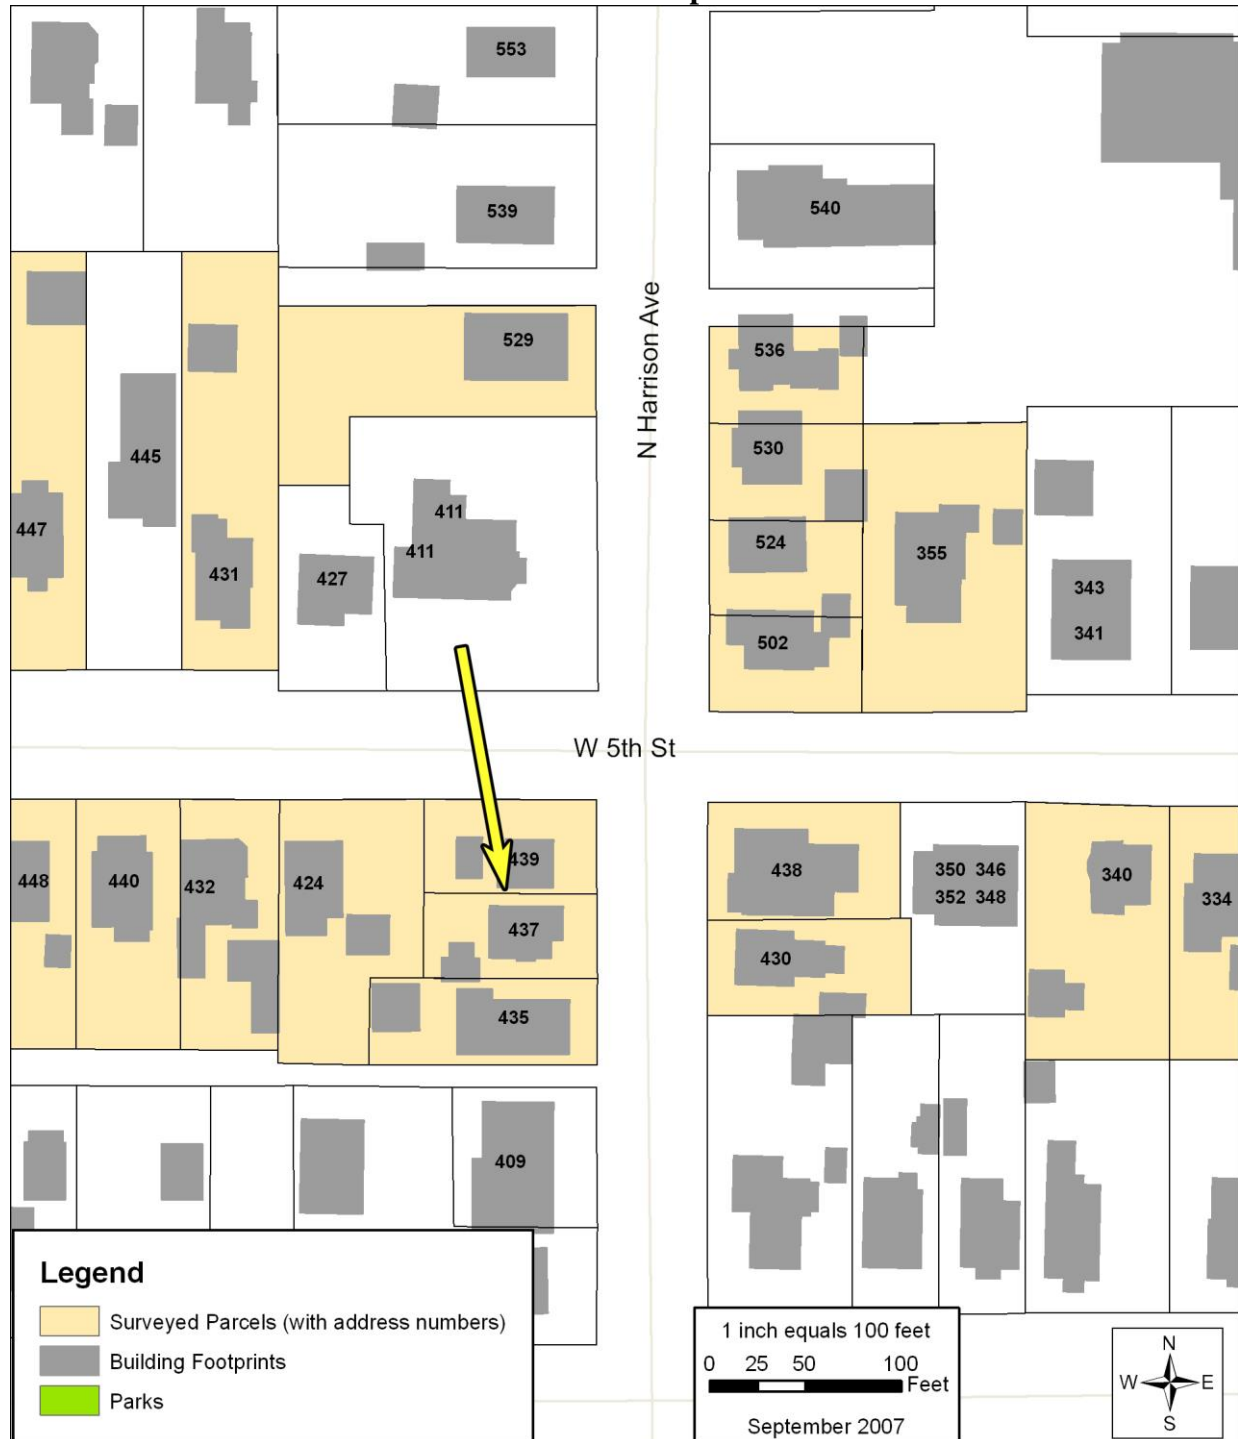 553
539
540
529
N Harrison Ave
536
530
445
447
411
411
524
355
431
427
343
341
502
W 5th St
439
448
440
432
424
438
350 346
352 348
340
334
437
430
435
409
Legend
Surveyed Parcels (with address numbers)
Building Footprints
Parks
1 inch equals 100 feet
0 25 50 100
Feet
September 2007
N
W E
S